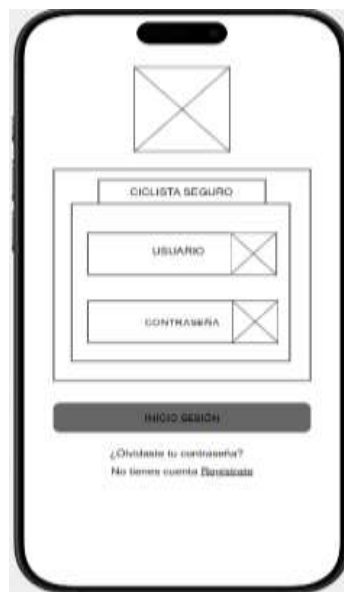 CICLISTA SEGURO
USUARIO
CONTRASEÑA
INICIO SESIÓN
¿Olvidaste tu contraseña?
No tienes cuenta Registrate